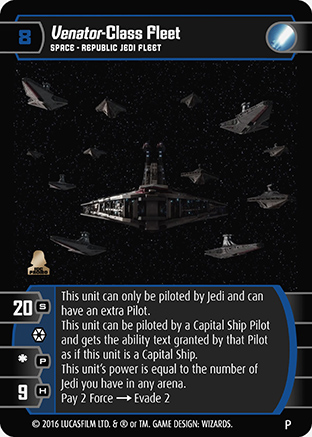 8
Venator-Class Fleet
SPACE - REPUBLIC JEDI FLEET
20 S
This unit can only be piloted by Jedi and can
have an extra Pilot.
This unit can be piloted by a Capital Ship Pilot
and gets the ability text granted by that Pilot
as if this unit is a Capital Ship.
* P
This unit's power is equal to the number of
Jedi you have in any arena.
9 H
Pay 2 Force → Evade 2
© 2016 LUCASFILM LTD. & ® or TM. GAME DESIGN: WIZARDS.
P